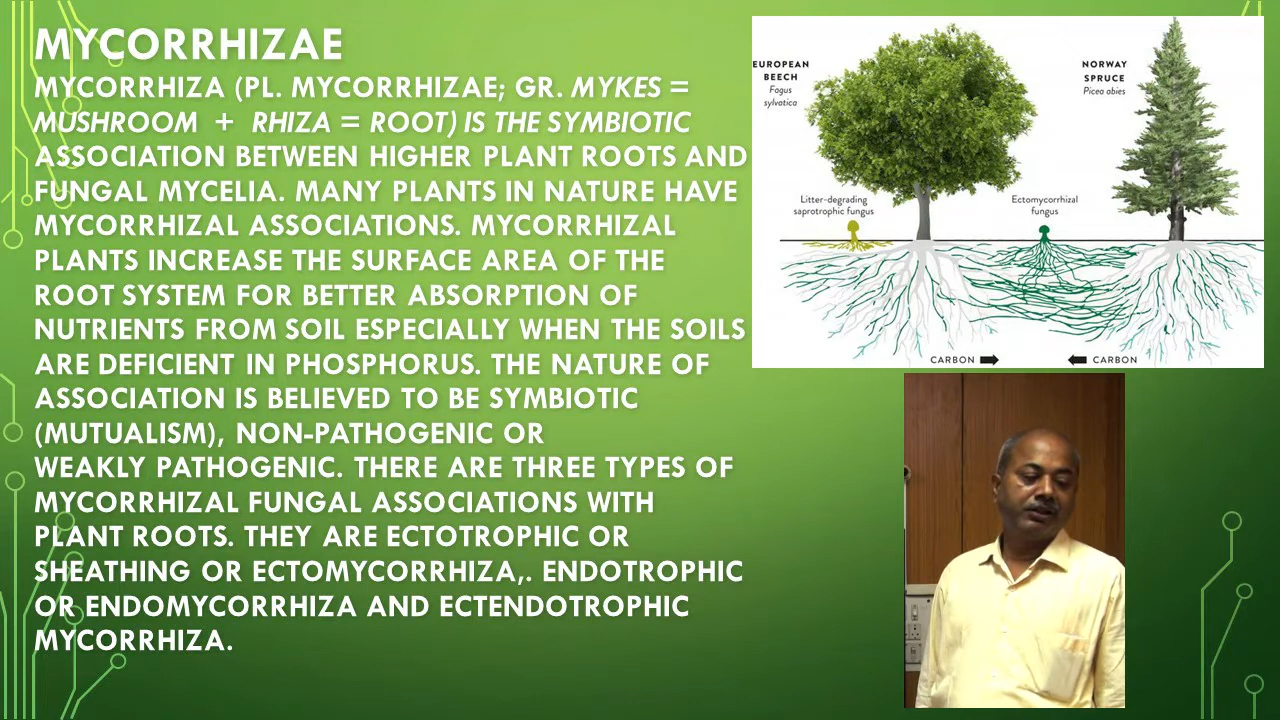 MYCORRHIZAE
MYCORRHIZA (PL. MYCORRHIZAE; GR. MYKES =
MUSHROOM + RHIZA = ROOT) IS THE SYMBIOTIC
ASSOCIATION BETWEEN HIGHER PLANT ROOTS AND
FUNGAL MYCELIA. MANY PLANTS IN NATURE HAVE
MYCORRHIZAL ASSOCIATIONS. MYCORRHIZAL
PLANTS INCREASE THE SURFACE AREA OF THE
ROOT SYSTEM FOR BETTER ABSORPTION OF
NUTRIENTS FROM SOIL ESPECIALLY WHEN THE SOILS
ARE DEFICIENT IN PHOSPHORUS. THE NATURE OF
ASSOCIATION IS BELIEVED TO BE SYMBIOTIC
(MUTUALISM), NON-PATHOGENIC OR
WEAKLY PATHOGENIC. THERE ARE THREE TYPES OF
MYCORRHIZAL FUNGAL ASSOCIATIONS WITH
PLANT ROOTS. THEY ARE ECTOTROPHIC OR
SHEATHING OR ECTOMYCORRHIZA,. ENDOTROPHIC
OR ENDOMYCORRHIZA AND ECTENDOTROPHIC
MYCORRHIZA.
EUROPEAN
BEECH
Fagus
sylvatica
NORWAY
SPRUCE
Picea abies
Litter-degrading
saprotrophic fungus
Ectomycorrhizal
fungus
CARBON
CARBON